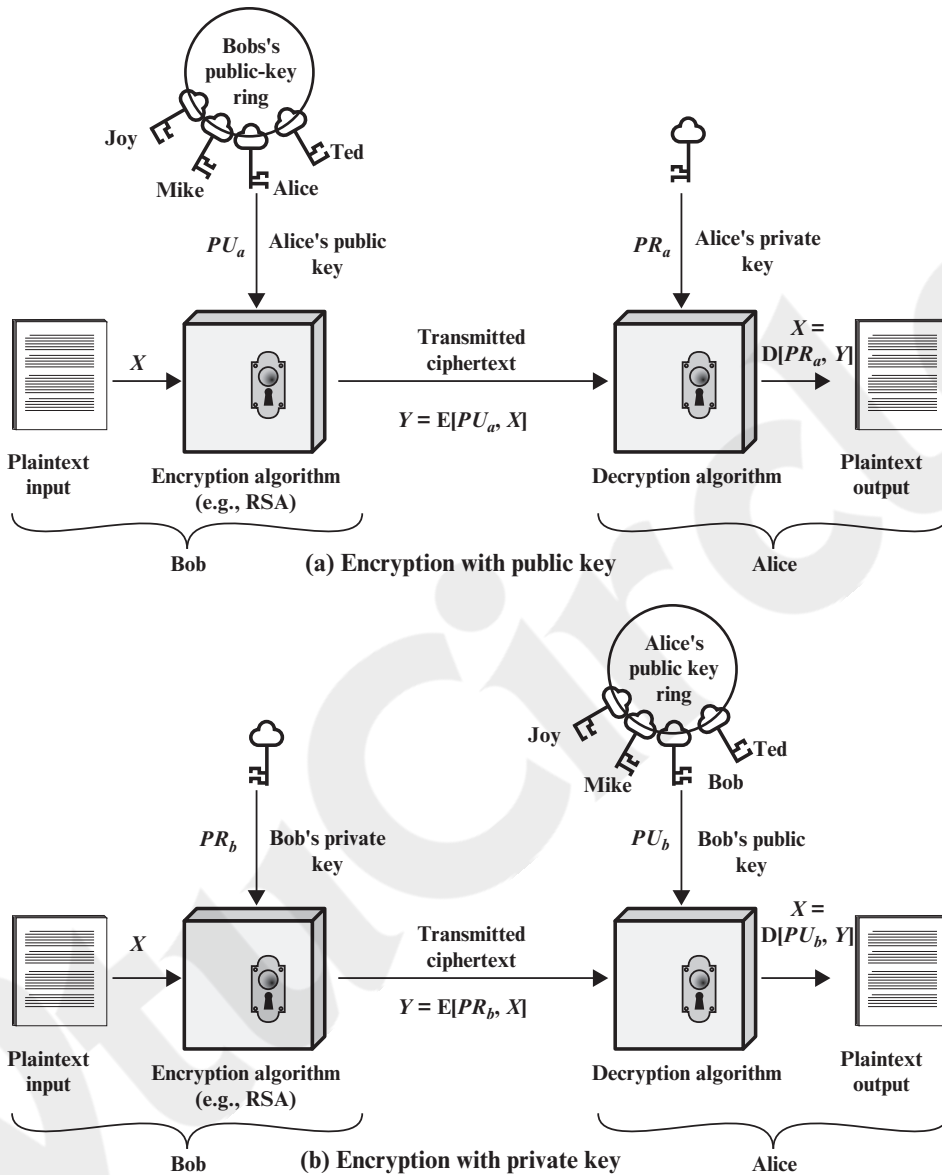 Bobs's
public-key
ring
Joy
Ted
Mike
Alice
PUa
Alice's public
key
PRa
Alice's private
key
X
Transmitted
ciphertext
X =
D[PRa, Y]
Y = E[PUa, X]
Plaintext
input
Encryption algorithm
(e.g., RSA)
Decryption algorithm
Plaintext
output
Bob
(a) Encryption with public key
Alice
Alice's
public key
ring
Joy
Ted
Mike
Bob
PRb
Bob's private
key
PUb
Bob's public
key
X
Transmitted
ciphertext
X =
D[PUb, Y]
Y = E[PRb, X]
Plaintext
input
Encryption algorithm
(e.g., RSA)
Decryption algorithm
Plaintext
output
Bob
(b) Encryption with private key
Alice
vtuCircle